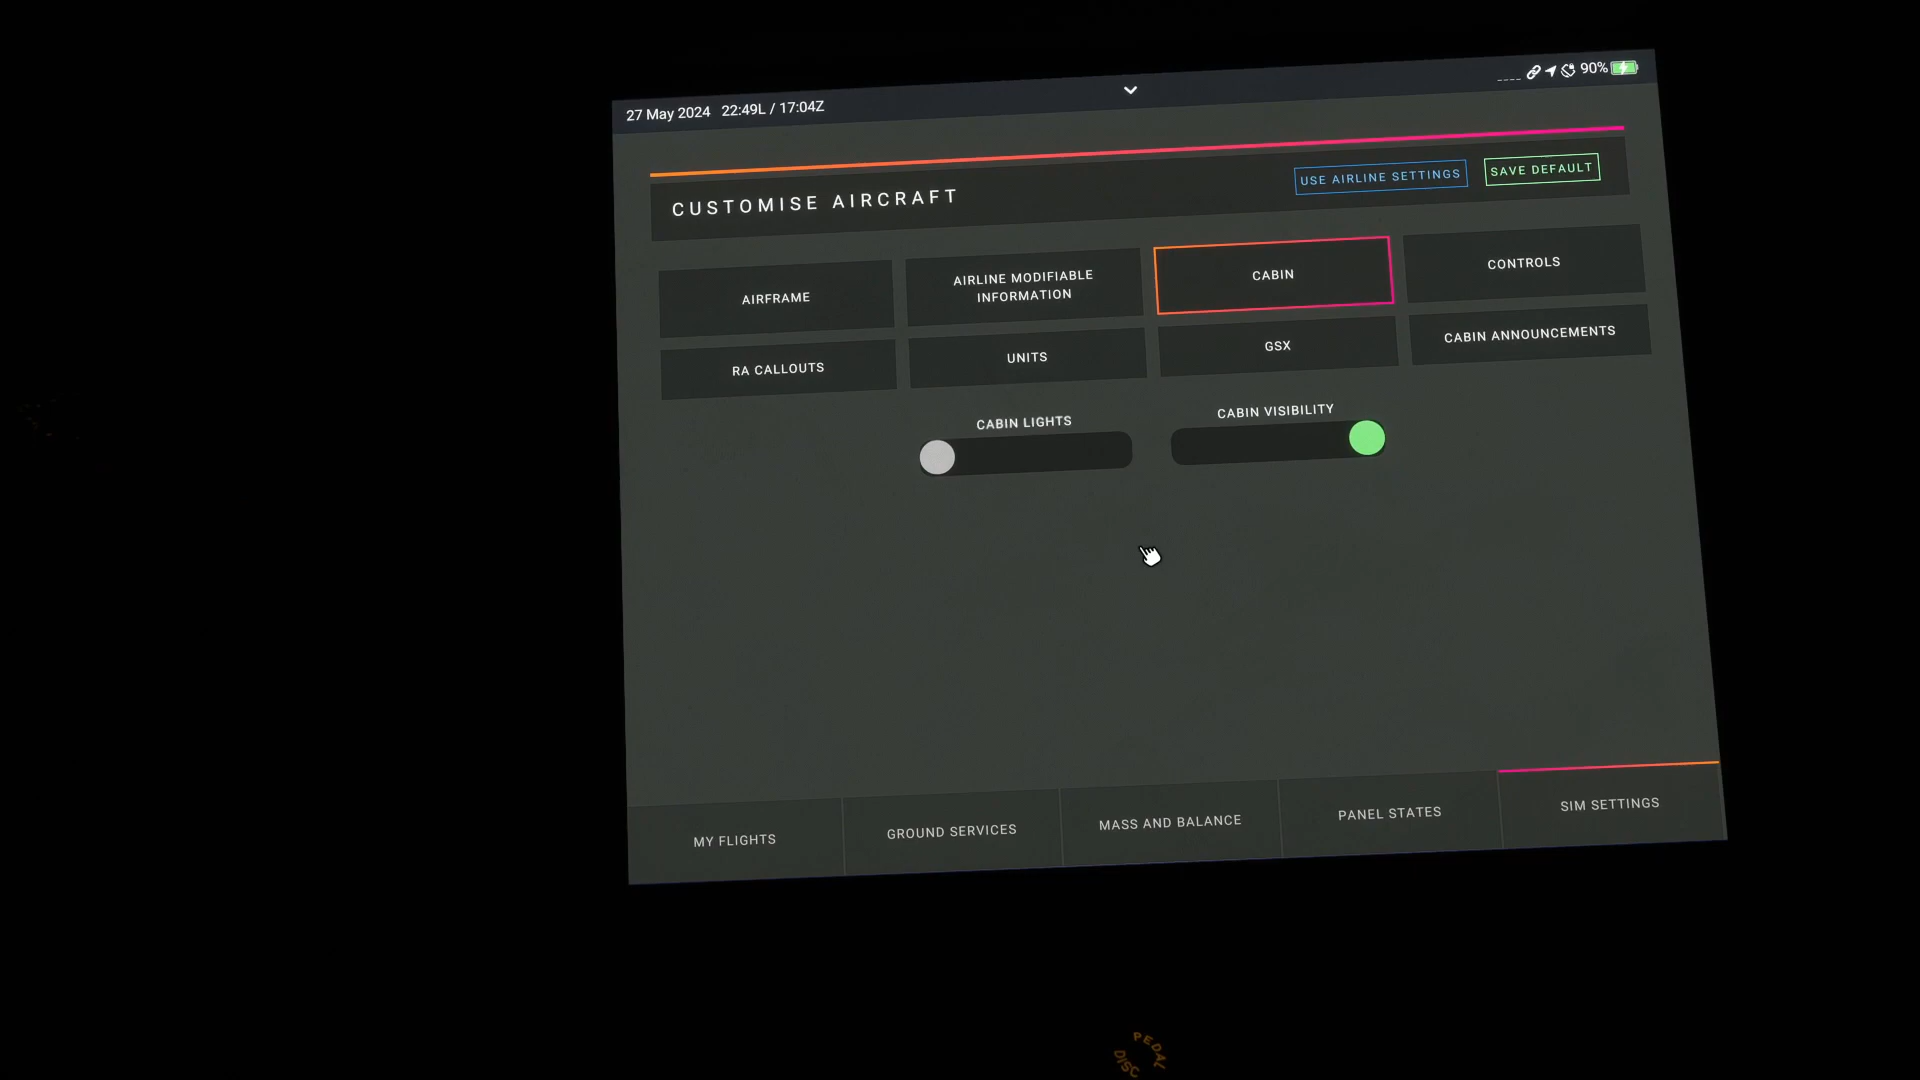 27 May 2024 22:49L / 17:04Z
90%
CUSTOMISE AIRCRAFT
USE AIRLINE SETTINGS
SAVE DEFAULT
AIRFRAME
AIRLINE MODIFIABLE
INFORMATION
CABIN
CONTROLS
RA CALLOUTS
UNITS
GSX
CABIN ANNOUNCEMENTS
CABIN LIGHTS
CABIN VISIBILITY
MY FLIGHTS
GROUND SERVICES
MASS AND BALANCE
PANEL STATES
SIM SETTINGS
PEDAL
DISC